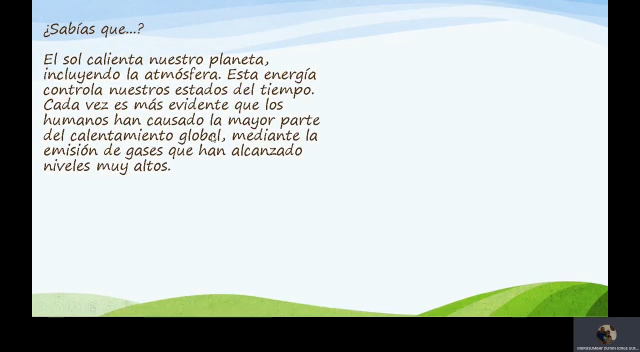 ¿Sabías que...?
El sol calienta nuestro planeta,
incluyendo la atmósfera. Esta energía
controla nuestros estados del tiempo.
Cada vez es más evidente que los
humanos han causado la mayor parte
del calentamiento global, mediante la
emisión de gases que han alcanzado
niveles muy altos.